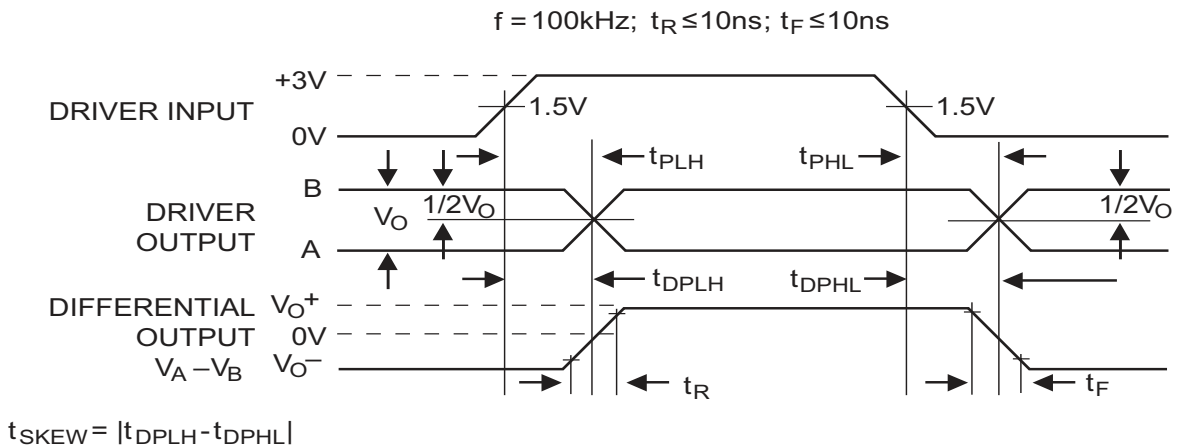 f = 100kHz; tR ≤ 10ns; tF ≤ 10ns
+3V
DRIVER INPUT
1.5V
1.5V
0V
tPLH
tPHL
B
DRIVER
OUTPUT
VO
1/2VO
1/2VO
A
tDPLH
tDPHL
DIFFERENTIAL
OUTPUT
VA –VB
VO+
0V
VO–
tR
tF
tSKEW = |tDPLH - tDPHL|